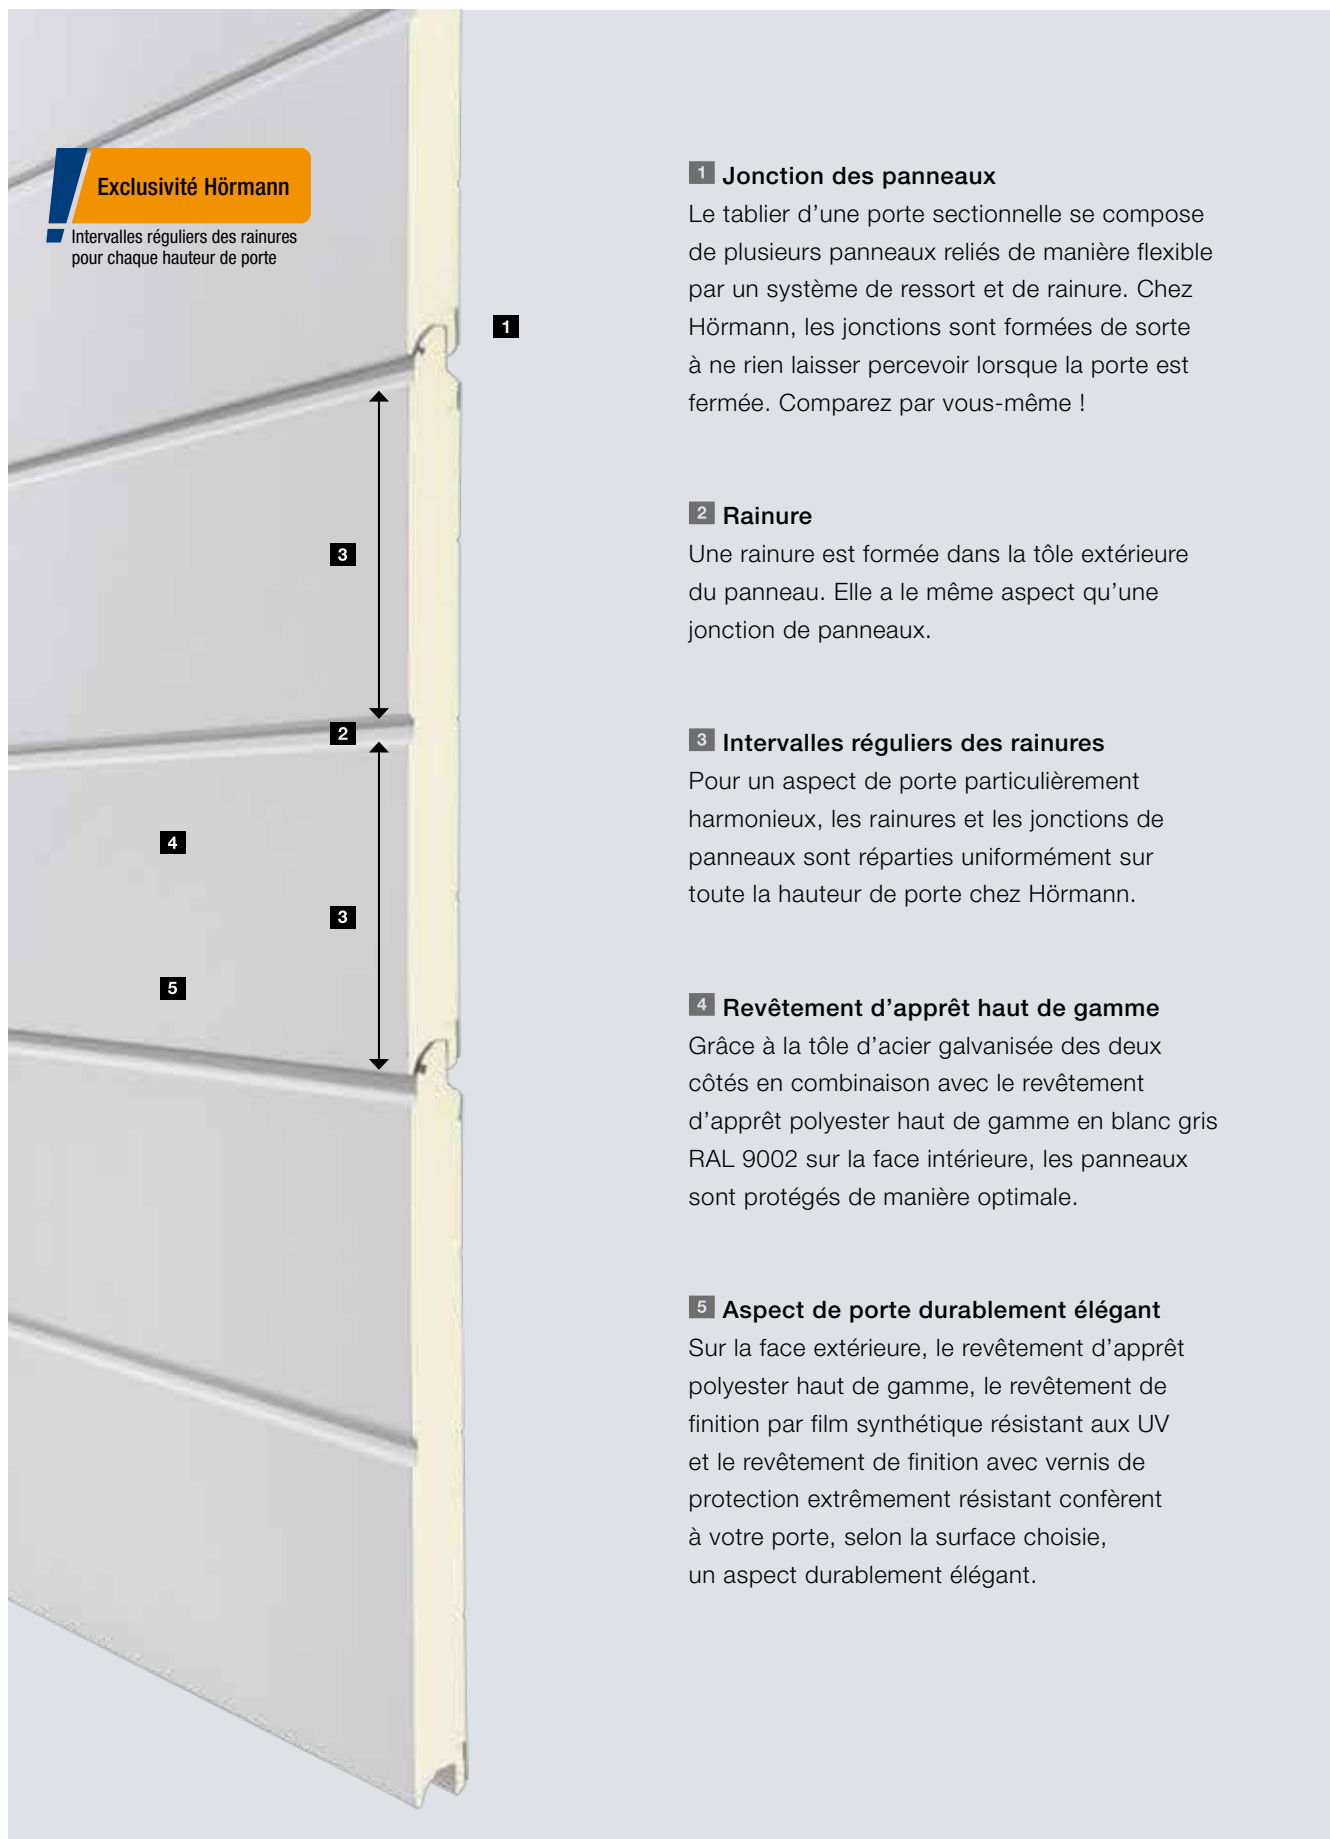 Exclusivité Hörmann
Intervalles réguliers des rainures
pour chaque hauteur de porte
1
3
2
4
3
5
1 Jonction des panneaux
Le tablier d’une porte sectionnelle se compose
de plusieurs panneaux reliés de manière flexible
par un système de ressort et de rainure. Chez
Hörmann, les jonctions sont formées de sorte
à ne rien laisser percevoir lorsque la porte est
fermée. Comparez par vous-même !
2 Rainure
Une rainure est formée dans la tôle extérieure
du panneau. Elle a le même aspect qu’une
jonction de panneaux.
3 Intervalles réguliers des rainures
Pour un aspect de porte particulièrement
harmonieux, les rainures et les jonctions de
panneaux sont réparties uniformément sur
toute la hauteur de porte chez Hörmann.
4 Revêtement d’apprêt haut de gamme
Grâce à la tôle d’acier galvanisée des deux
côtés en combinaison avec le revêtement
d’apprêt polyester haut de gamme en blanc gris
RAL 9002 sur la face intérieure, les panneaux
sont protégés de manière optimale.
5 Aspect de porte durablement élégant
Sur la face extérieure, le revêtement d’apprêt
polyester haut de gamme, le revêtement de
finition par film synthétique résistant aux UV
et le revêtement de finition avec vernis de
protection extrêmement résistant confèrent
à votre porte, selon la surface choisie,
un aspect durablement élégant.